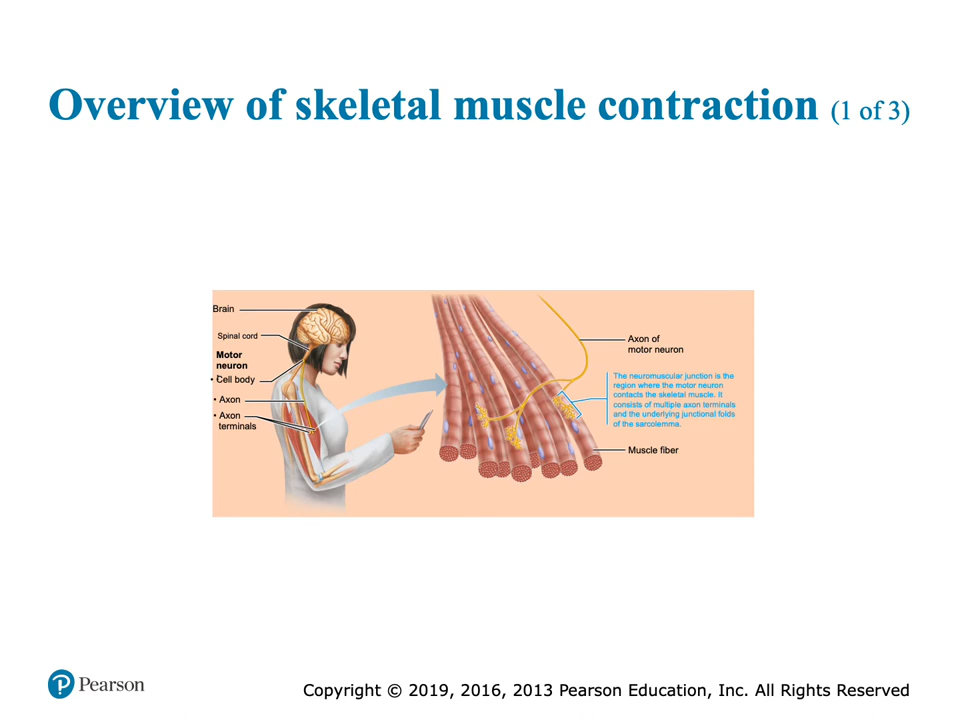 Overview of skeletal muscle contraction (1 of 3)
Brain
Spinal cord
Motor
neuron
• Cell body
• Axon
• Axon
terminals
Axon of
motor neuron
The neuromuscular junction is the
region where the motor neuron
contacts the skeletal muscle. It
consists of multiple axon terminals
and the underlying junctional folds
of the sarcolemma.
Muscle fiber
Pearson
Copyright © 2019, 2016, 2013 Pearson Education, Inc. All Rights Reserved